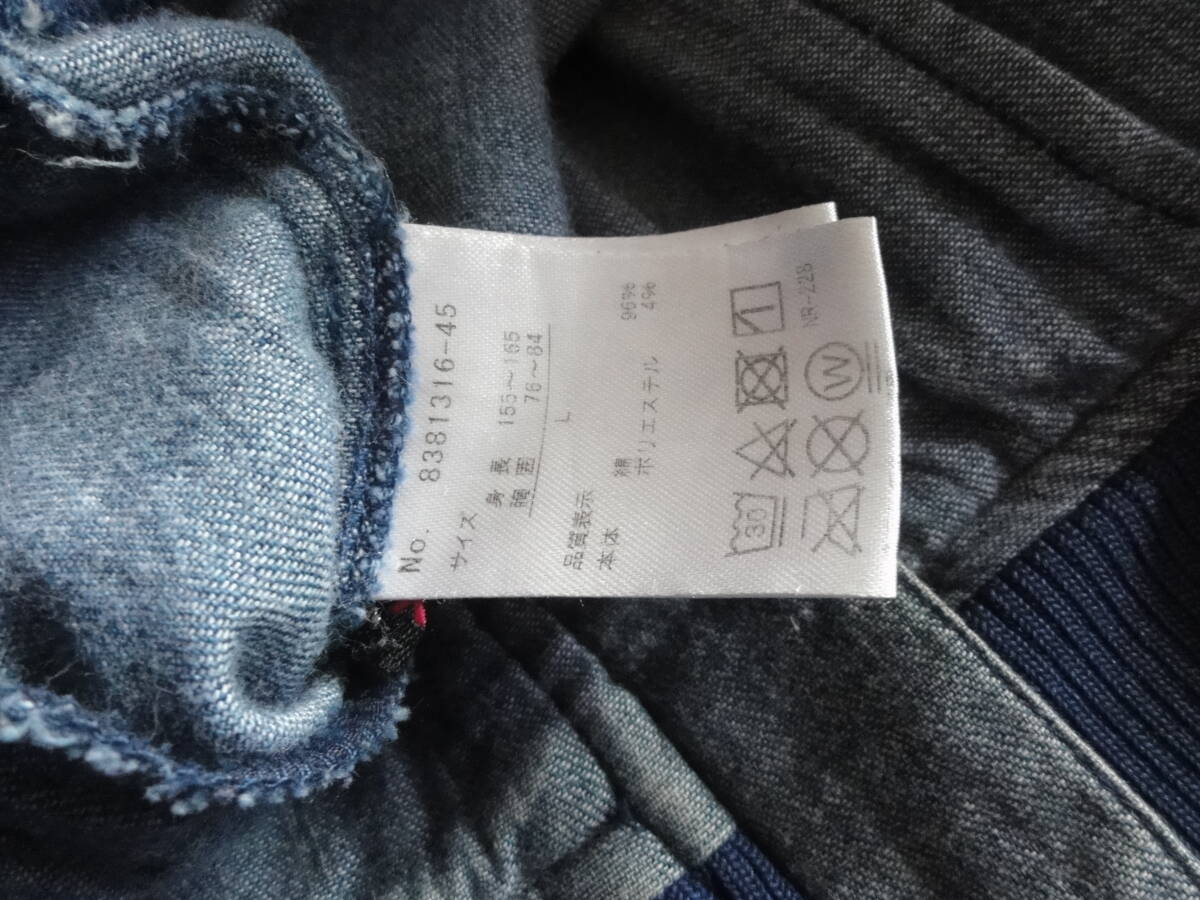 No. 8381316-45
サイズ
身長 155～165
胸囲 76～84
L
品質表示
本体
綿 96%
ポリエステル 4%
30
W
NR-228